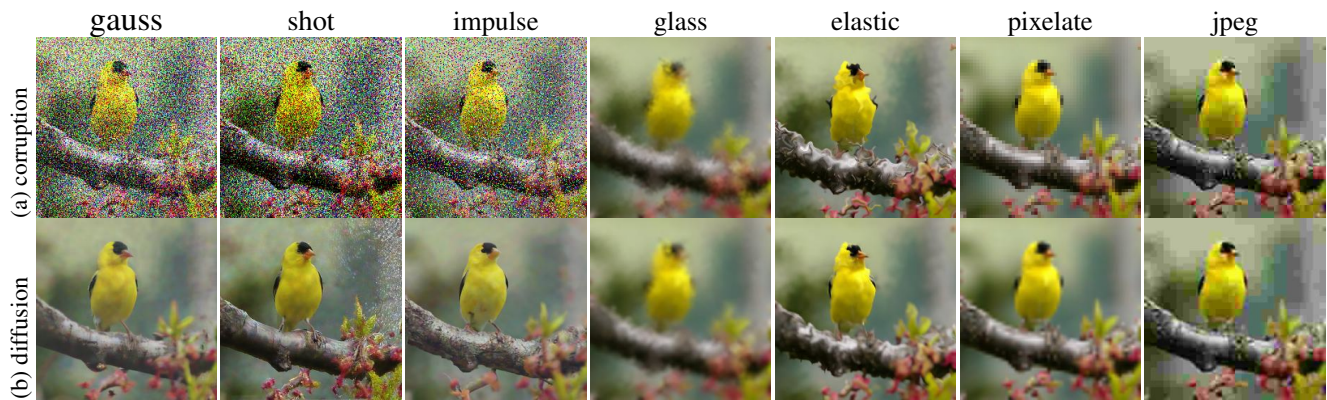 gauss shot impulse glass elastic pixelate jpeg
(a) corruption
(b) diffusion